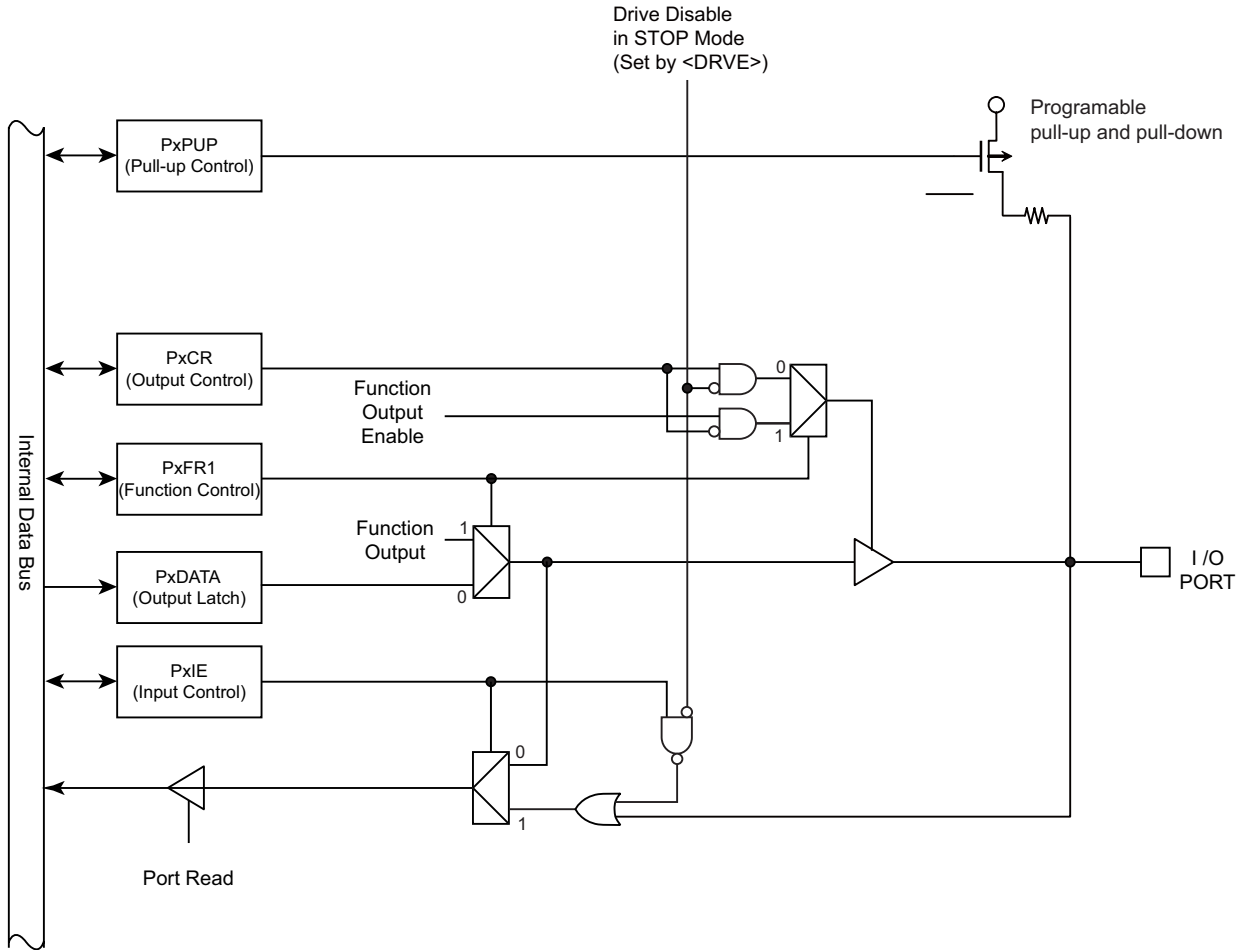 Drive Disable
in STOP Mode
(Set by <DRVE>)
Programable
pull-up and pull-down
PxPUP
(Pull-up Control)
PxCR
(Output Control)
0
Function
Output
Enable
1
PxFR1
(Function Control)
Function
Output
1
PxDATA
(Output Latch)
0
I /O
PORT
Internal Data Bus
PxIE
(Input Control)
0
1
Port Read